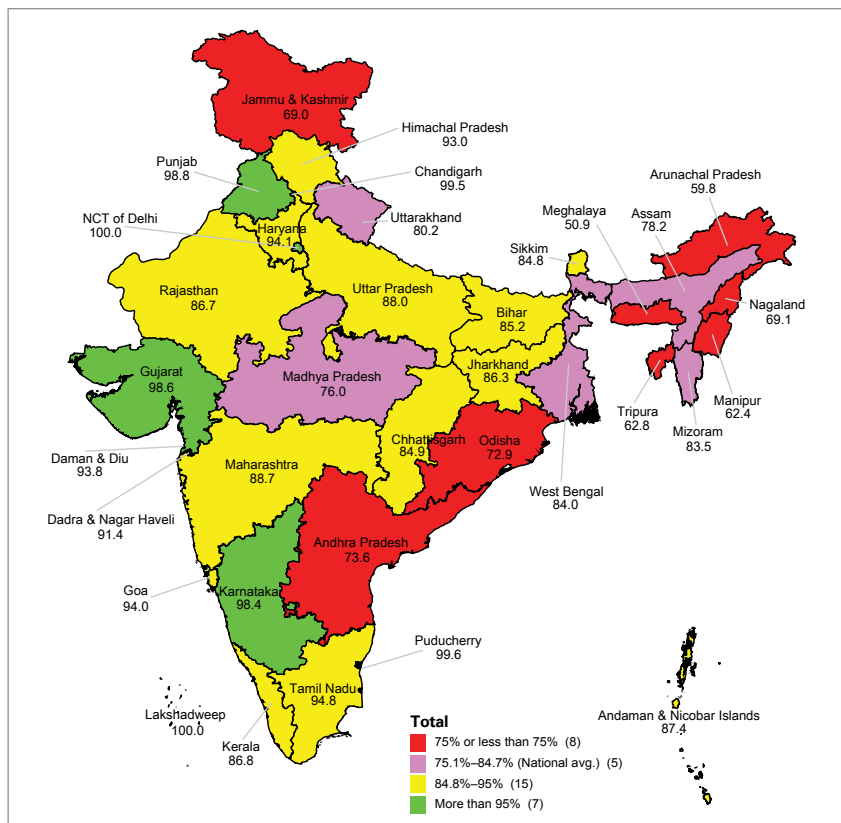 Jammu & Kashmir
69.0
Himachal Pradesh
93.0
Punjab
98.8
Chandigarh
99.5
Uttarakhand
80.2
NCT of Delhi
100.0
Haryana
94.1
Arunachal Pradesh
59.8
Meghalaya
50.9
Assam
78.2
Sikkim
84.8
Nagaland
69.1
Rajasthan
86.7
Uttar Pradesh
88.0
Bihar
85.2
Gujarat
98.6
Madhya Pradesh
76.0
Jharkhand
86.3
Tripura
62.8
Manipur
62.4
Mizoram
83.5
Daman & Diu
93.8
Maharashtra
88.7
Chhattisgarh
84.9
Odisha
72.9
West Bengal
84.0
Dadra & Nagar Haveli
91.4
Andhra Pradesh
73.6
Goa
94.0
Karnataka
98.4
Puducherry
99.6
Tamil Nadu
94.8
Lakshadweep
100.0
Kerala
86.8
Andaman & Nicobar Islands
87.4
Total
75% or less than 75% (8)
75.1%–84.7% (National avg.) (5)
84.8%–95% (15)
More than 95% (7)